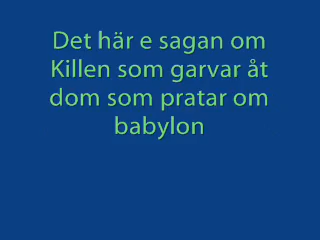 Det här e sagan om
Killen som garvar åt
dom som pratar om
babylon